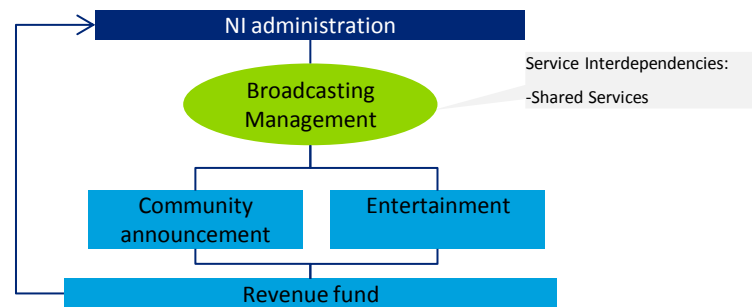 NI administration
Service Interdependencies:
-Shared Services
Broadcasting
Management
Community
announcement
Entertainment
Revenue fund